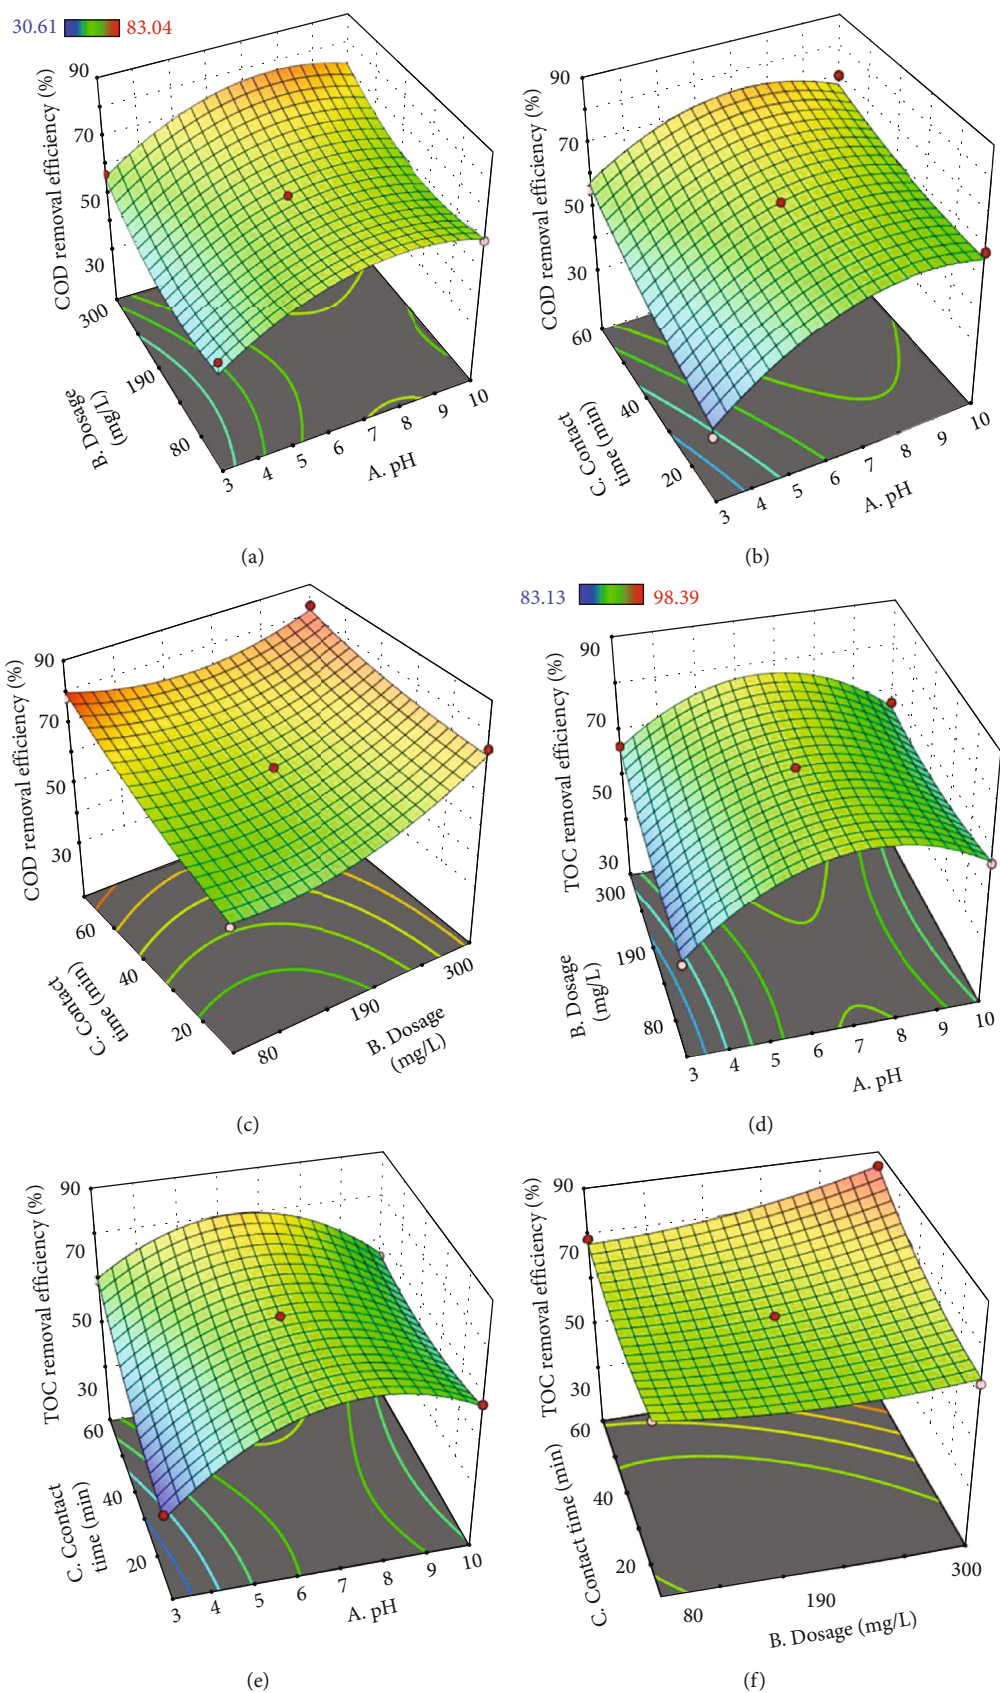 30.61 83.04
90
70
50
30
COD removal efficiency (%)
300
190
80
B. Dosage
(mg/L)
3 4 5 6 7 8 9 10
A. pH
(a)
90
70
50
30
COD removal efficiency (%)
60
40
20
C. Contact
time (min)
3 4 5 6 7 8 9 10
A. pH
(b)
90
70
50
30
COD removal efficiency (%)
60
40
20
C. Contact
time (min)
80 190 300
B. Dosage
(mg/L)
(c)
83.13 98.39
90
70
50
30
TOC removal efficiency (%)
300
190
80
B. Dosage
(mg/L)
3 4 5 6 7 8 9 10
A. pH
(d)
90
70
50
30
TOC removal efficiency (%)
60
40
20
C. Ccontact
time (min)
3 4 5 6 7 8 9 10
A. pH
(e)
90
70
50
30
TOC removal efficiency (%)
60
40
20
C. Contact time (min)
80 190 300
B. Dosage (mg/L)
(f)